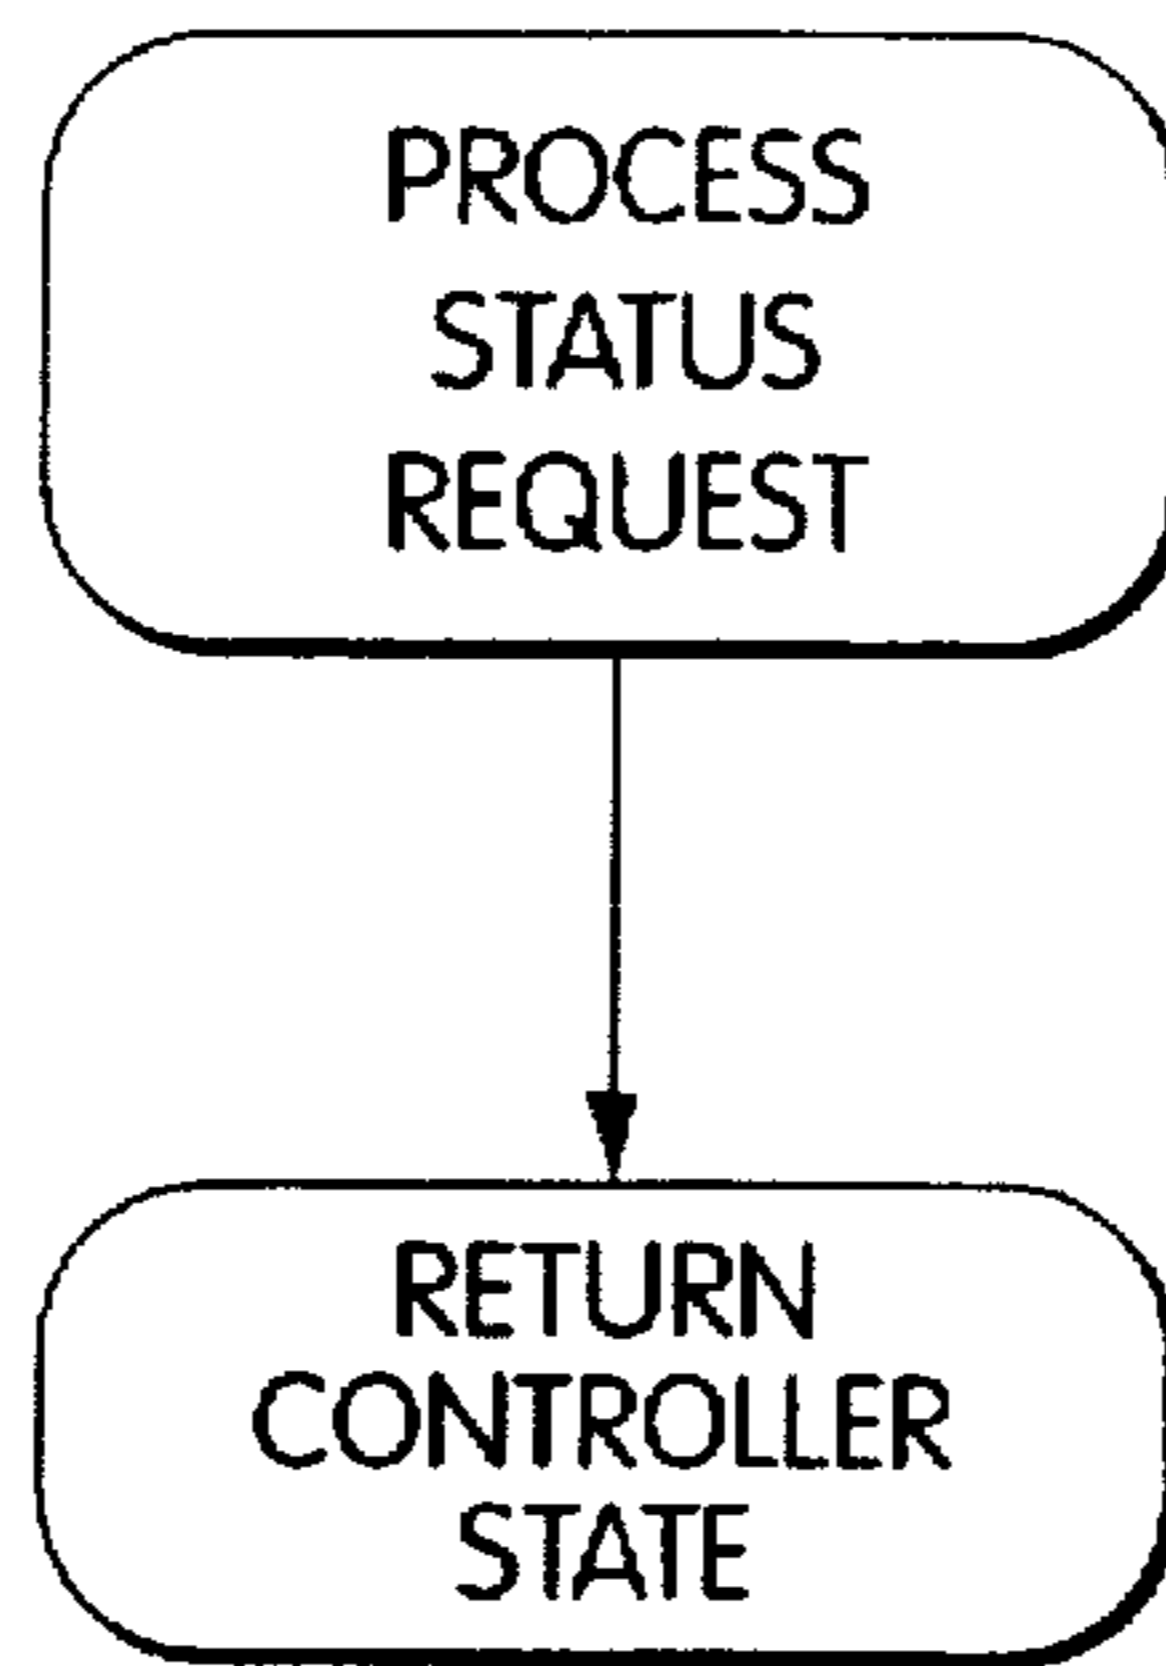 PROCESS
STATUS
REQUEST
RETURN
CONTROLLER
STATE